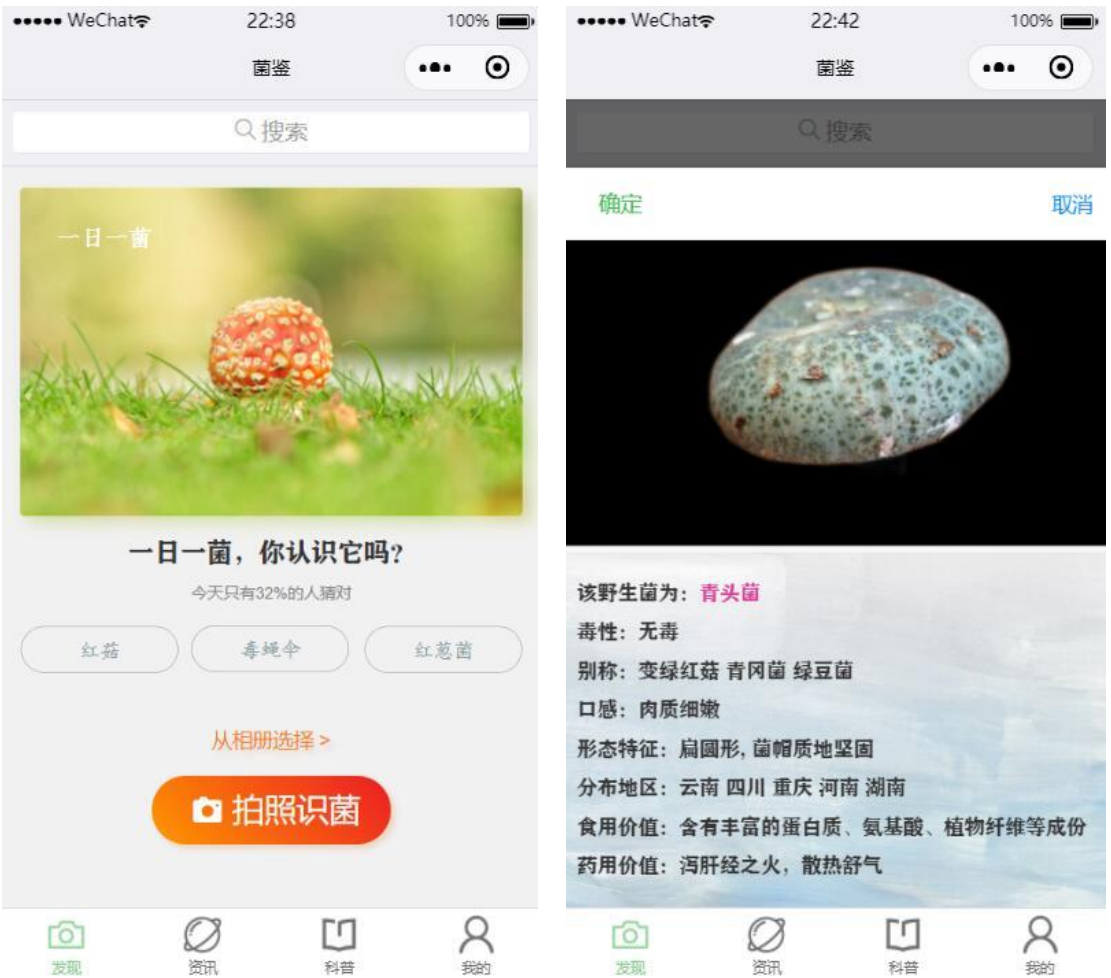 WeChat 22:38 100%
菌鉴
搜索
一日一菌
一日一菌，你认识它吗?
今天只有32%的人猜对
红菇 毒蝇伞 红葱菌
从相册选择 >
拍照识菌
发现 资讯 科普 我的
WeChat 22:42 100%
菌鉴
搜索
确定 取消
该野生菌为：青头菌
毒性：无毒
别称：变绿红菇 青冈菌 绿豆菌
口感：肉质细嫩
形态特征：扁圆形, 菌帽质地坚固
分布地区：云南 四川 重庆 河南 湖南
食用价值：含有丰富的蛋白质、氨基酸、植物纤维等成份
药用价值：泻肝经之火，散热舒气
发现 资讯 科普 我的